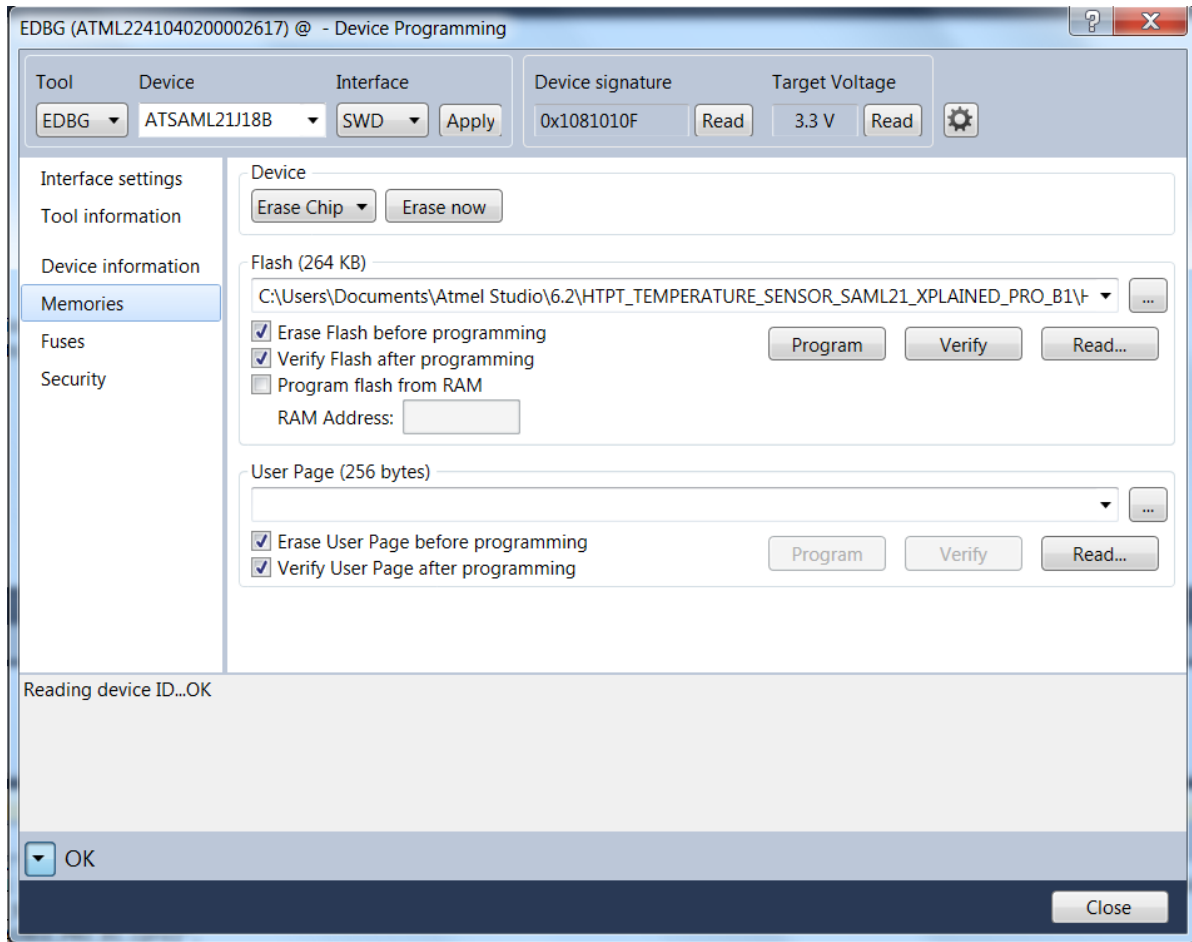 EDBG (ATML2241040200002617) @ - Device Programming
Tool Device Interface Device signature Target Voltage
EDBG ATSAML21J18B SWD Apply 0x1081010F Read 3.3 V Read
Interface settings
Tool information
Device information
Memories
Fuses
Security
Device
Erase Chip Erase now
Flash (264 KB)
C:\Users\Documents\Atmel Studio\6.2\HTPT_TEMPERATURE_SENSOR_SAML21_XPLAINED_PRO_B1\H ...
Erase Flash before programming
Verify Flash after programming
Program flash from RAM
RAM Address:
Program Verify Read...
User Page (256 bytes)
...
Erase User Page before programming
Verify User Page after programming
Program Verify Read...
Reading device ID...OK
OK
Close